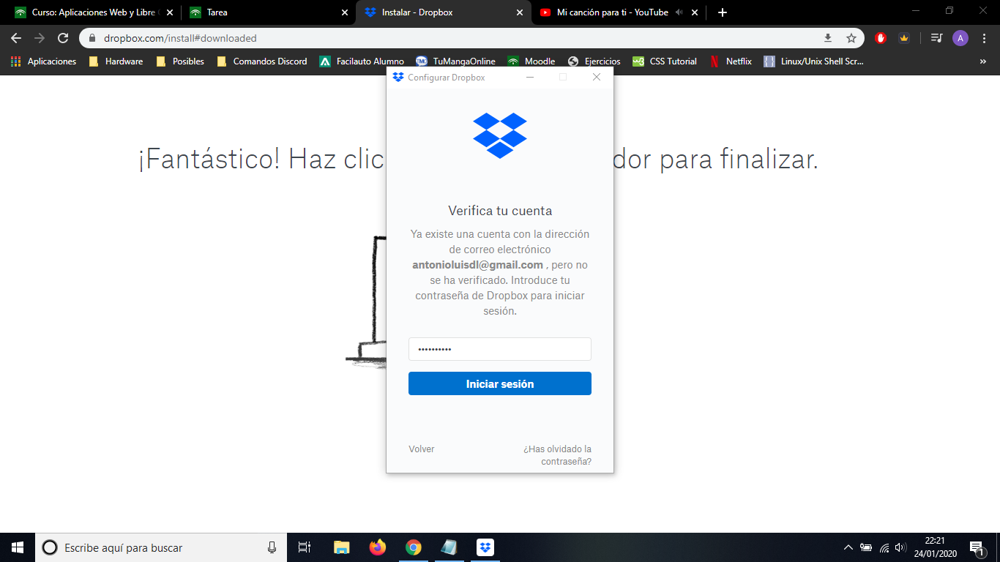 Curso: Aplicaciones Web y Libre
Tarea
Instalar - Dropbox
Mi canción para ti - YouTube
dropbox.com/install#downloaded
A
Aplicaciones
Hardware
Posibles
Comandos Discord
Facilauto Alumno
TuMangaOnline
Moodle
Ejercicios
CSS Tutorial
Netflix
Linux/Unix Shell Scr...
Configurar Dropbox
¡Fantástico! Haz clic
dor para finalizar.
Verifica tu cuenta
Ya existe una cuenta con la dirección
de correo electrónico
antonioluisdl@gmail.com , pero no
se ha verificado. Introduce tu
contraseña de Dropbox para iniciar
sesión.
••••••••••
Iniciar sesión
Volver
¿Has olvidado la
contraseña?
Escribe aquí para buscar
22:21
24/01/2020
1